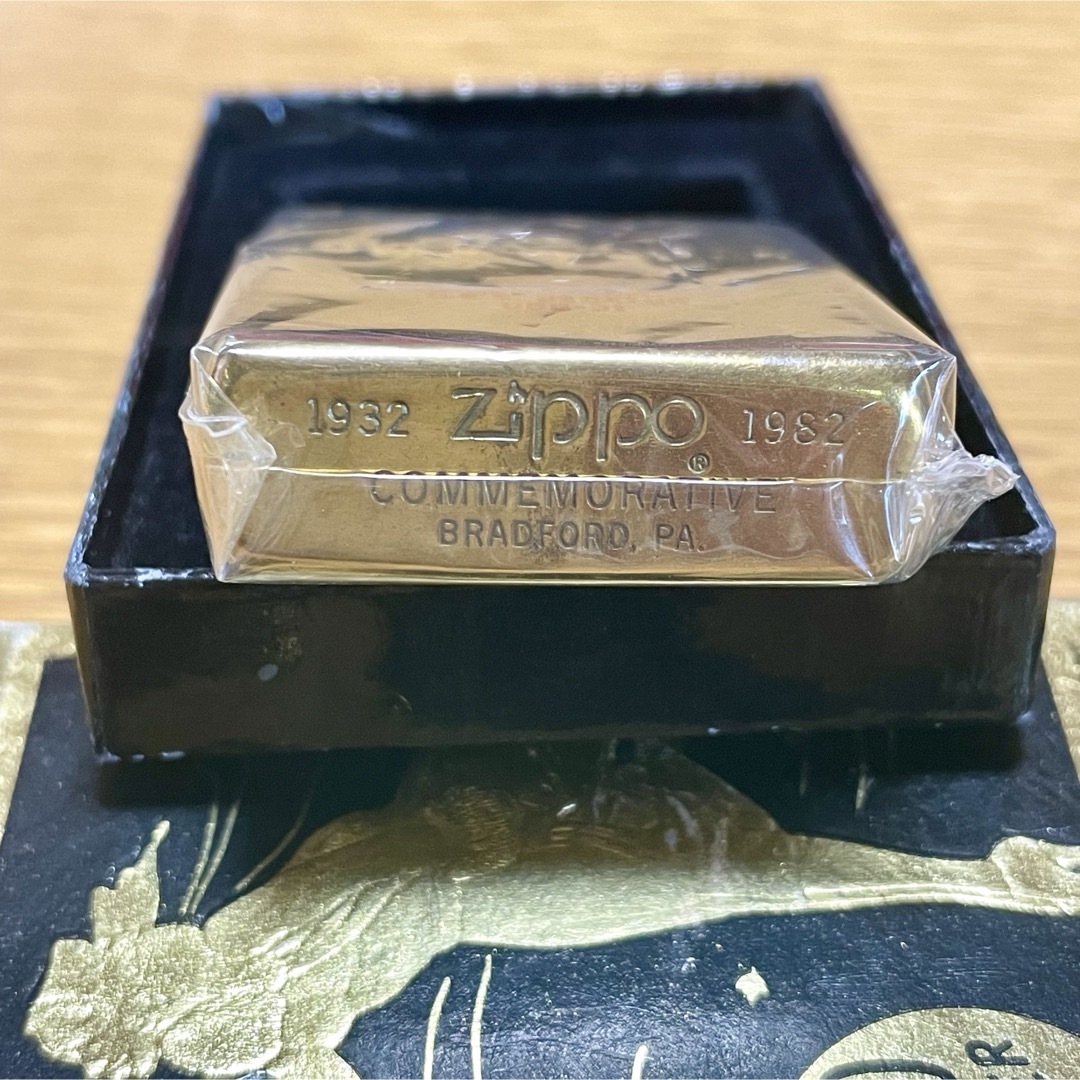 1932 Zippo 1982
®
COMMEMORATIVE
BRADFORD, PA.
R